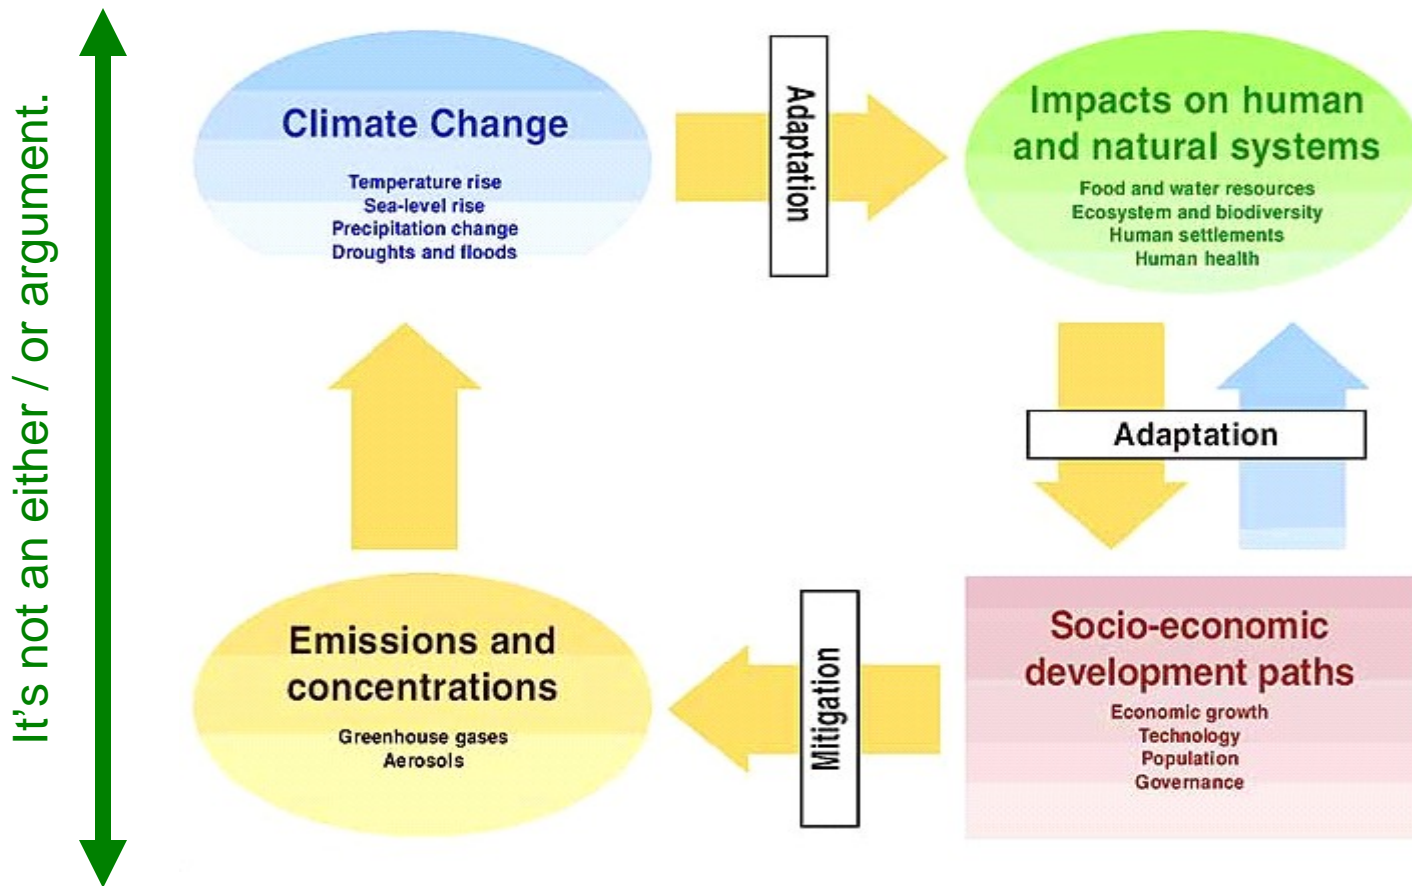 It's not an either / or argument.
Climate Change
Temperature rise
Sea-level rise
Precipitation change
Droughts and floods
Adaptation
Impacts on human
and natural systems
Food and water resources
Ecosystem and biodiversity
Human settlements
Human health
Adaptation
Emissions and
concentrations
Greenhouse gases
Aerosols
Mitigation
Socio-economic
development paths
Economic growth
Technology
Population
Governance